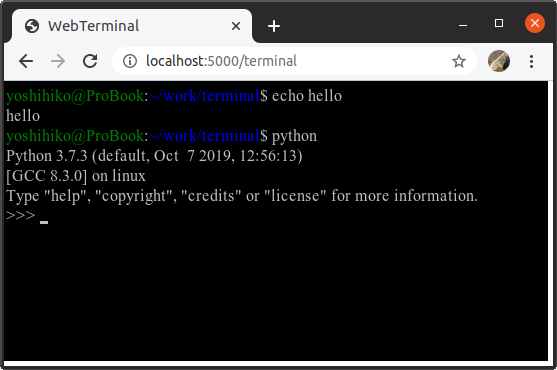 WebTerminal
localhost:5000/terminal
yoshihiko@ProBook:~/work/terminal$ echo hello
hello
yoshihiko@ProBook:~/work/terminal$ python
Python 3.7.3 (default, Oct  7 2019, 12:56:13)
[GCC 8.3.0] on linux
Type "help", "copyright", "credits" or "license" for more information.
>>>